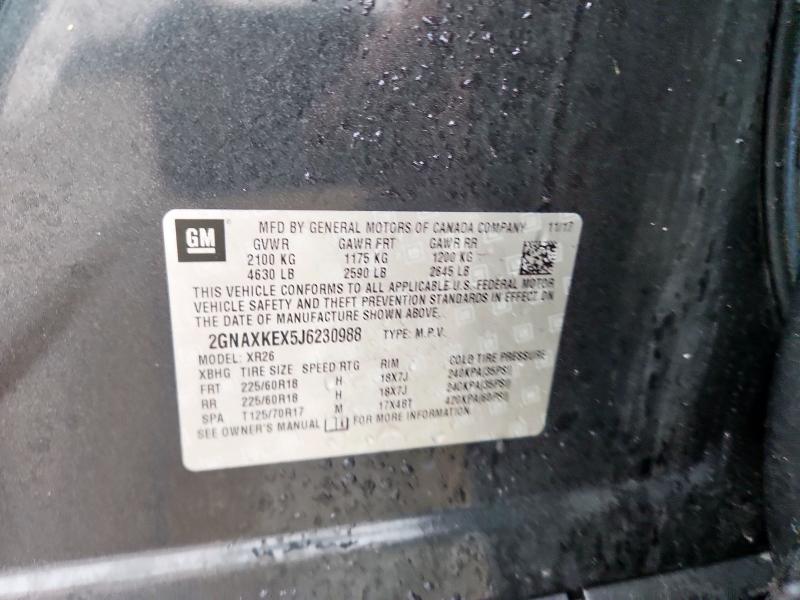 GM MFD BY GENERAL MOTORS OF CANADA COMPANY 11/17
GVWR GAWR FRT GAWR RR
2100 KG 1175 KG 1200 KG
4630 LB 2590 LB 2645 LB
THIS VEHICLE CONFORMS TO ALL APPLICABLE U.S. FEDERAL MOTOR
VEHICLE SAFETY AND THEFT PREVENTION STANDARDS IN EFFECT ON
THE DATE OF MANUFACTURE SHOWN ABOVE.
2GNAXKEX5J6230988 TYPE: M.P.V.
MODEL: XR26
XBHG TIRE SIZE SPEED RTG RIM COLD TIRE PRESSURE
FRT 225/60R18 H 18X7J 240KPA(35PSI)
RR 225/60R18 H 18X7J 240KPA(35PSI)
SPA T125/70R17 M 17X4BT 420KPA(60PSI)
SEE OWNER'S MANUAL FOR MORE INFORMATION